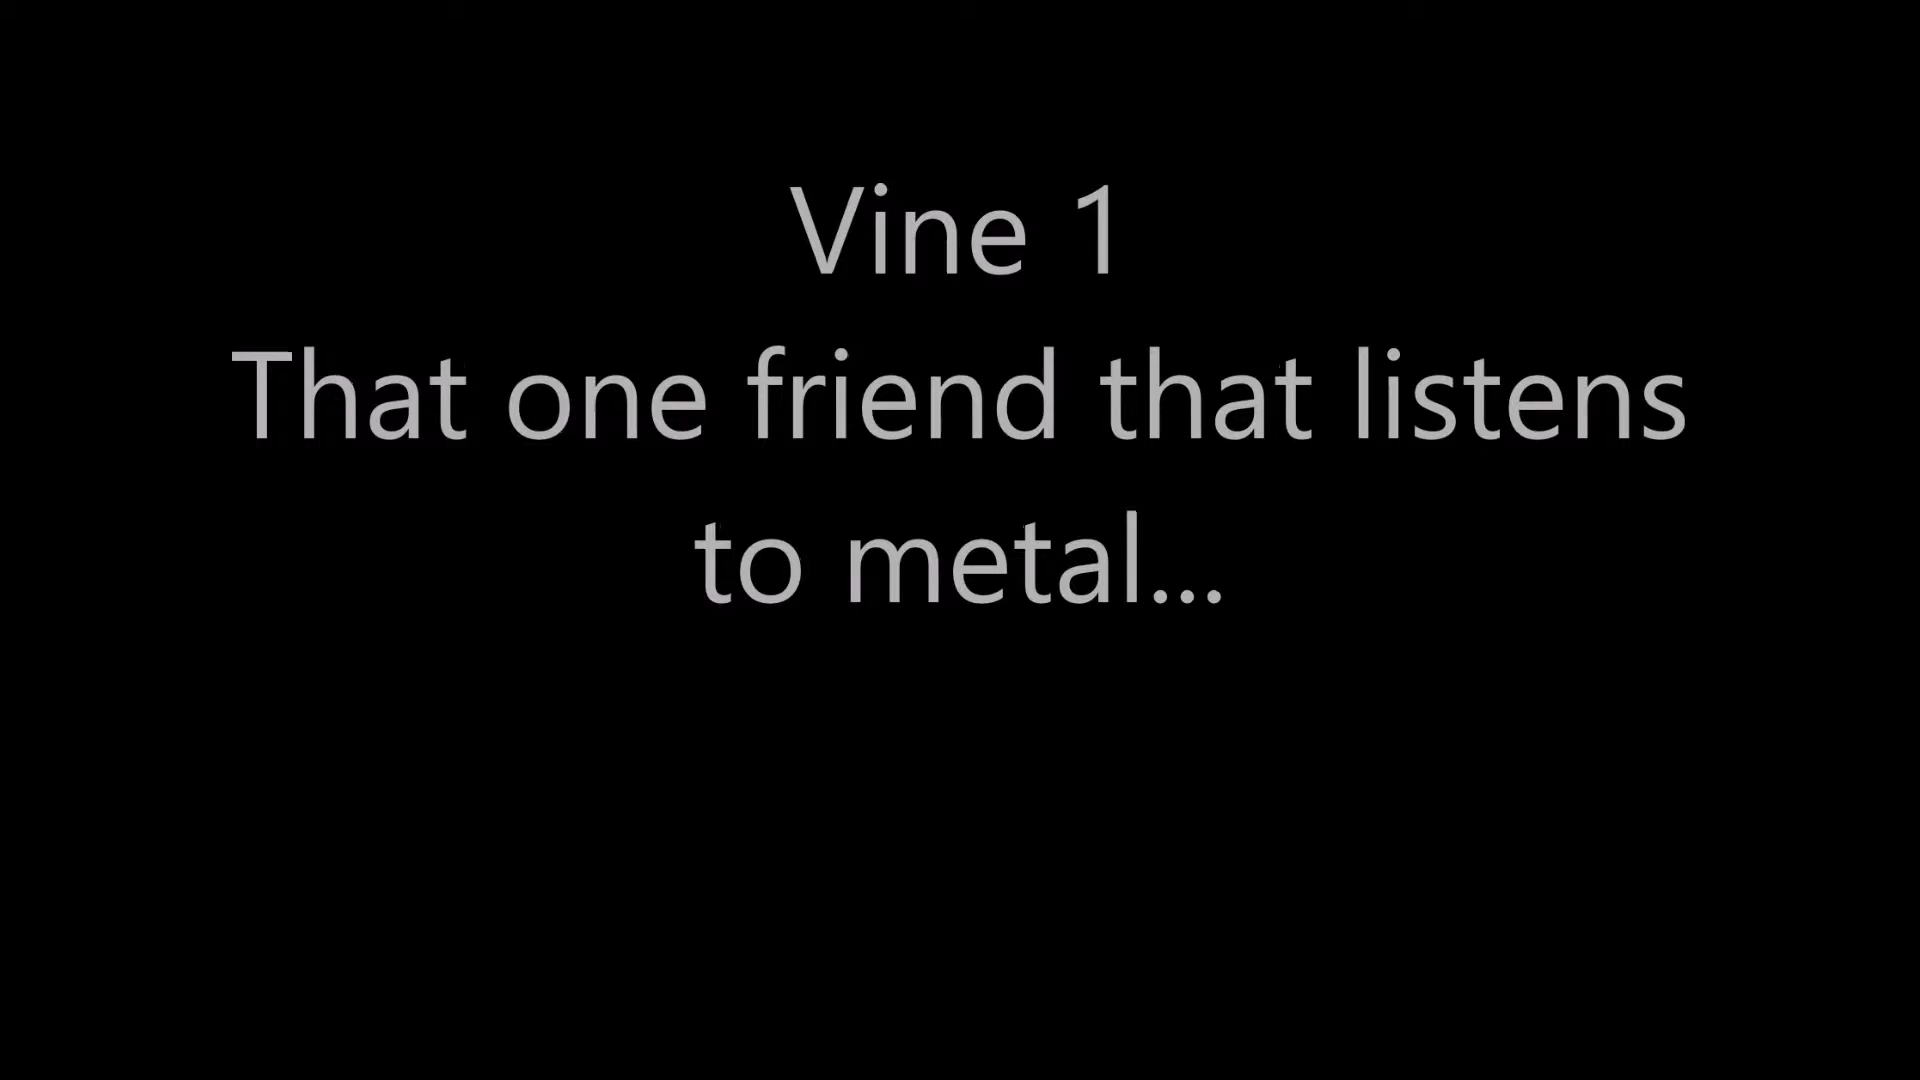 Vine 1
That one friend that listens
to metal...